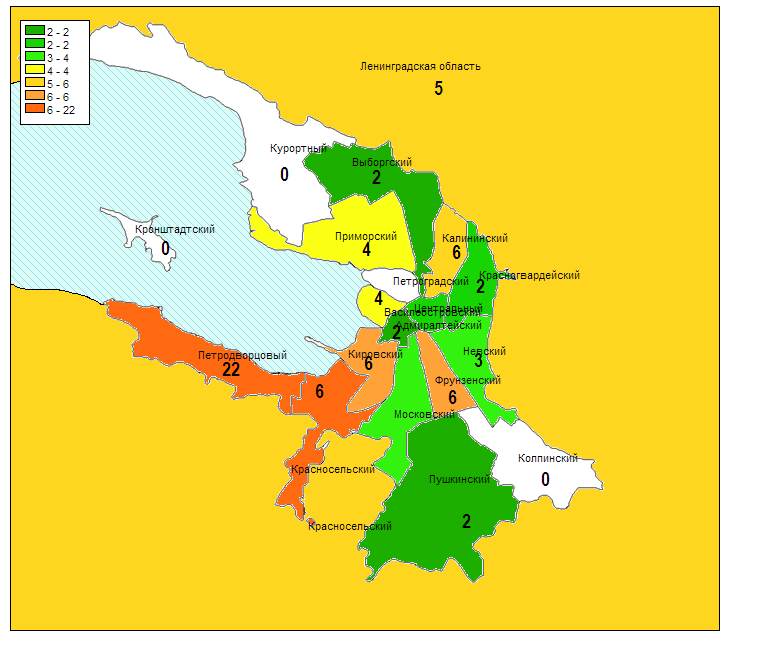 2 - 2
2 - 2
3 - 4
4 - 4
5 - 6
6 - 6
6 - 22
Ленинградская область
5
Курортный
0
Выборгский
2
Кронштадтский
0
Приморский
4
Калининский
6
Красногвардейский
2
Петроградский
4
Центральный
Василеостровский
Адмиралтейский
2
Кировский
6
Невский
3
Петродворцовый
22
6
Фрунзенский
6
Московский
Красносельский
Колпинский
0
Пушкинский
2
Красносельский